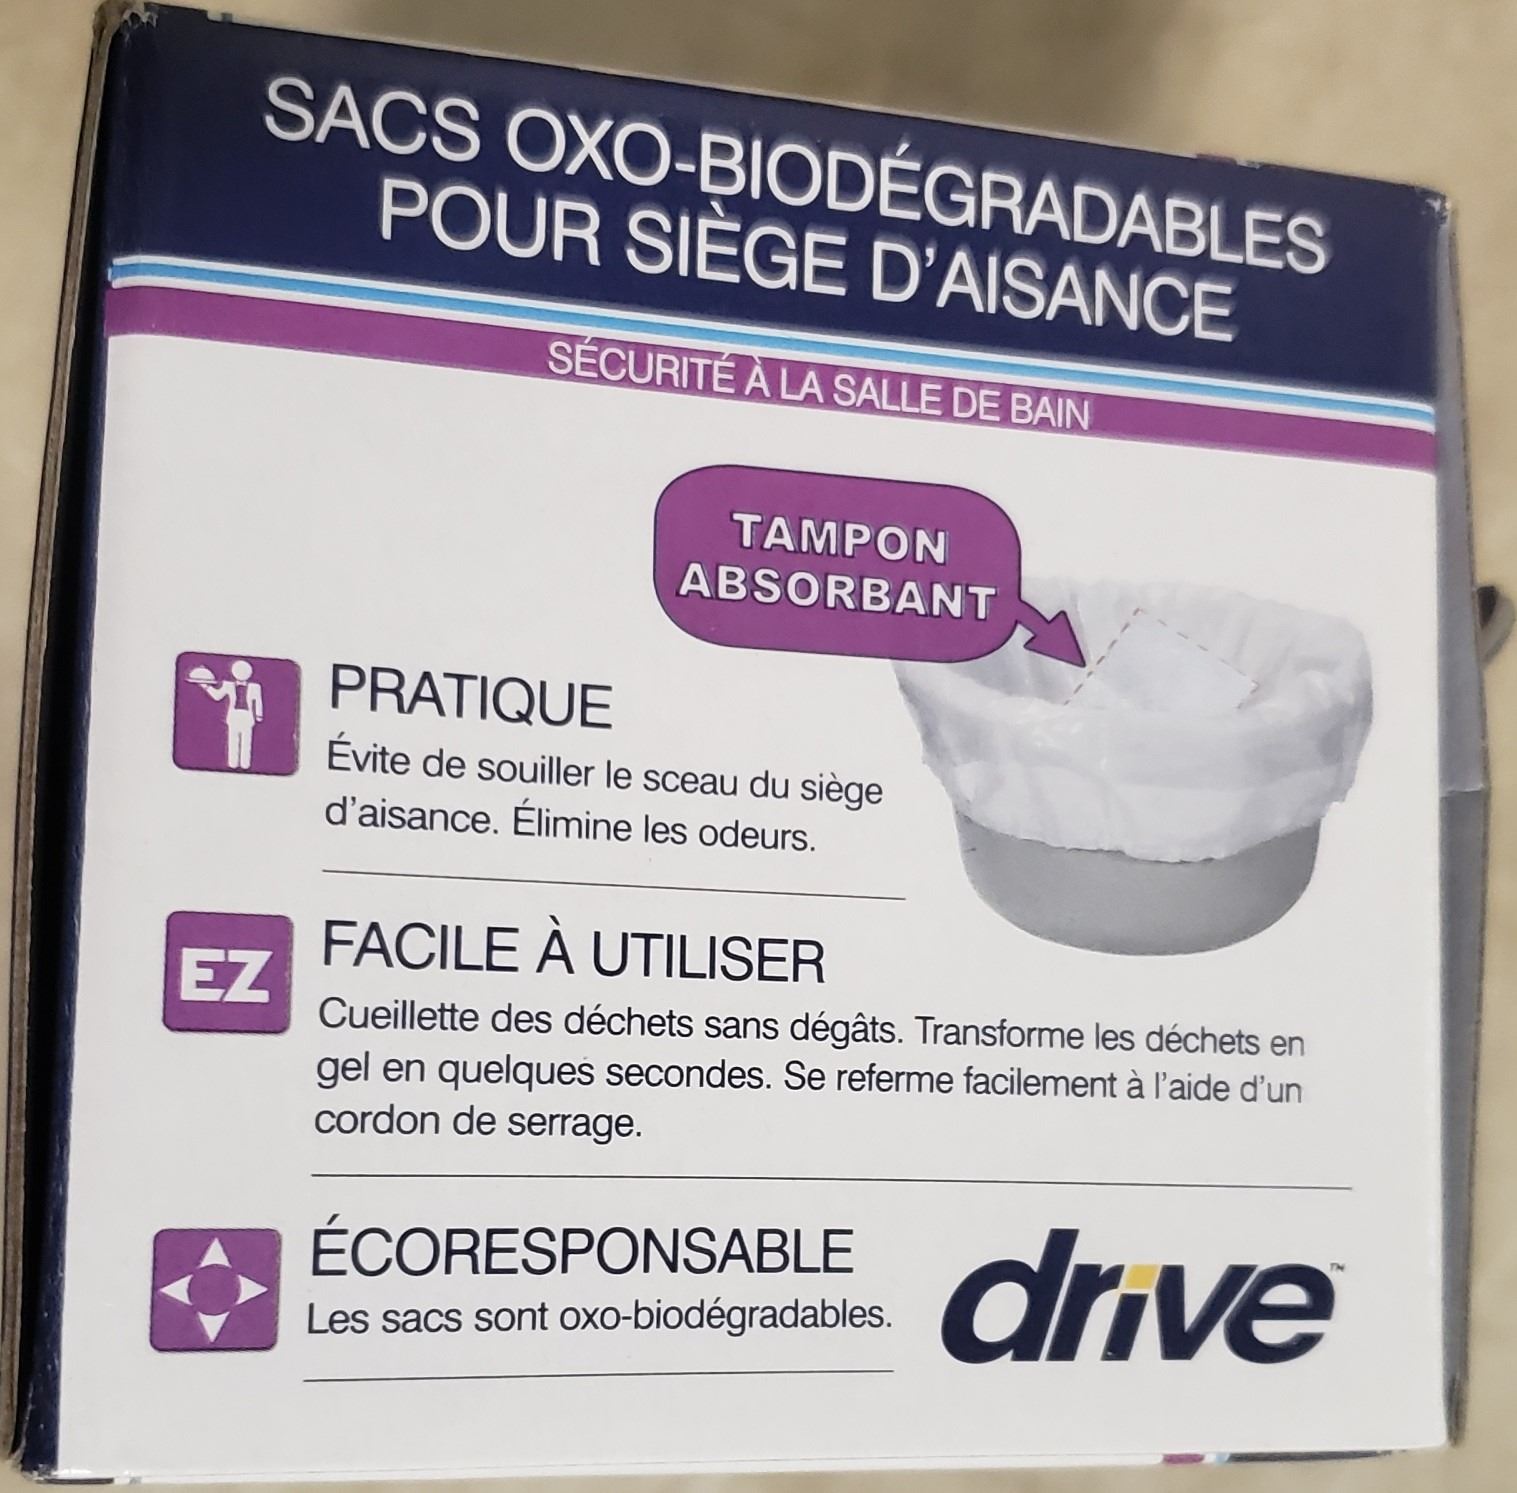 SACS OXO-BIODÉGRADABLES
POUR SIÈGE D'AISANCE
SÉCURITÉ À LA SALLE DE BAIN
TAMPON
ABSORBANT
PRATIQUE
Évite de souiller le sceau du siège
d'aisance. Élimine les odeurs.
EZ
FACILE À UTILISER
Cueillette des déchets sans dégâts. Transforme les déchets en
gel en quelques secondes. Se referme facilement à l'aide d'un
cordon de serrage.
ÉCORESPONSABLE
Les sacs sont oxo-biodégradables.
drive™